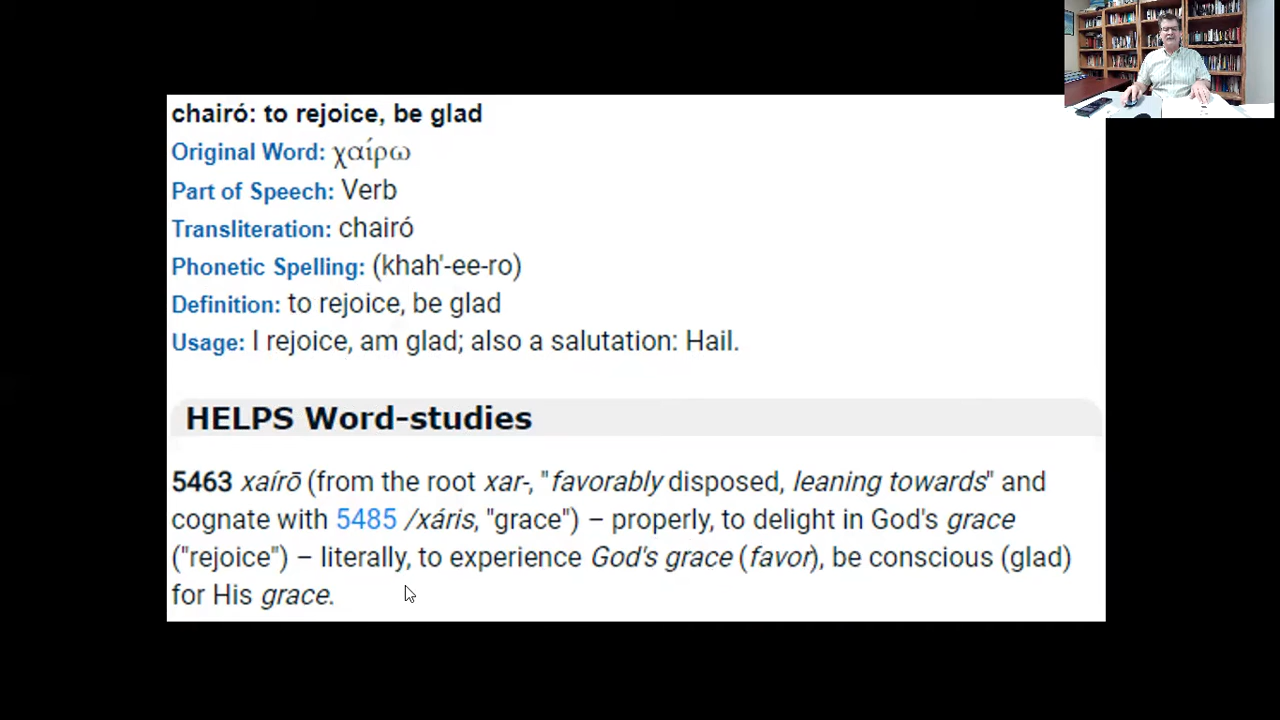 chairó: to rejoice, be glad
Original Word: χαίρω
Part of Speech: Verb
Transliteration: chairó
Phonetic Spelling: (khah'-ee-ro)
Definition: to rejoice, be glad
Usage: I rejoice, am glad; also a salutation: Hail.
HELPS Word-studies
5463 xaírō (from the root xar-, "favorably disposed, leaning towards" and
cognate with 5485 /xáris, "grace") – properly, to delight in God's grace
("rejoice") – literally, to experience God's grace (favor), be conscious (glad)
for His grace.